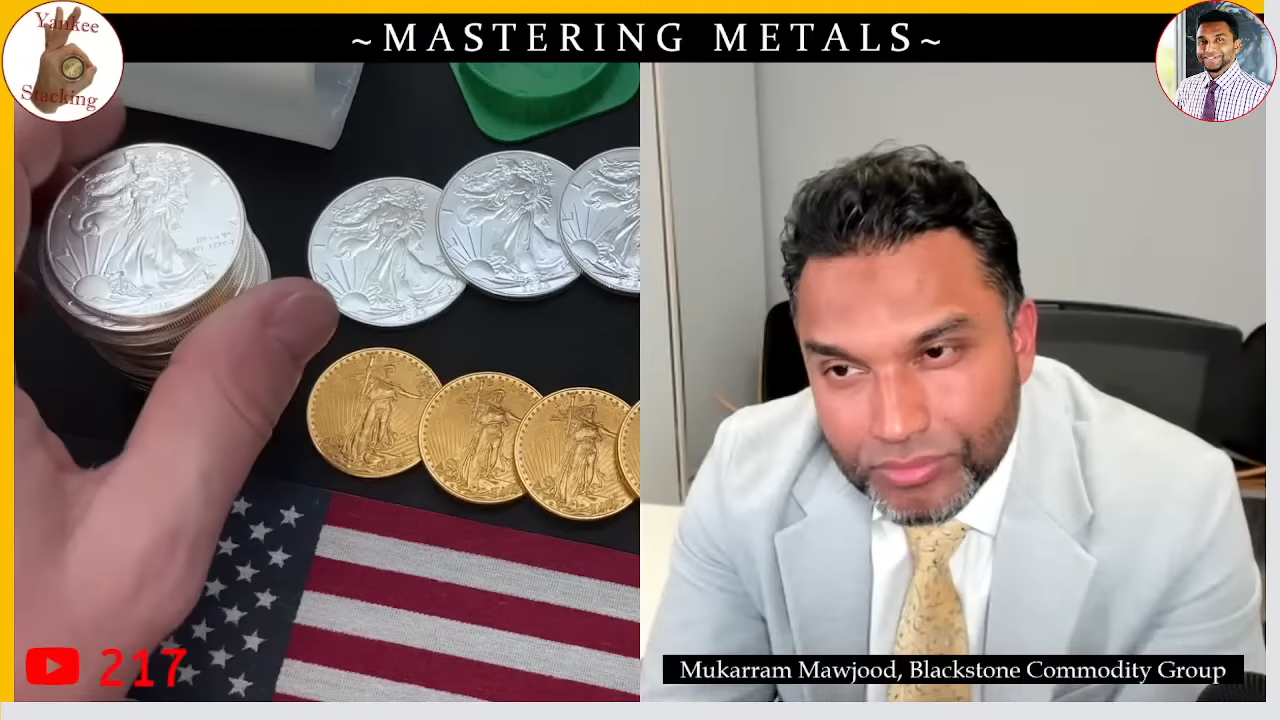 Yankee
Stacking
~MASTERING METALS~
217
Mukarram Mawjood, Blackstone Commodity Group